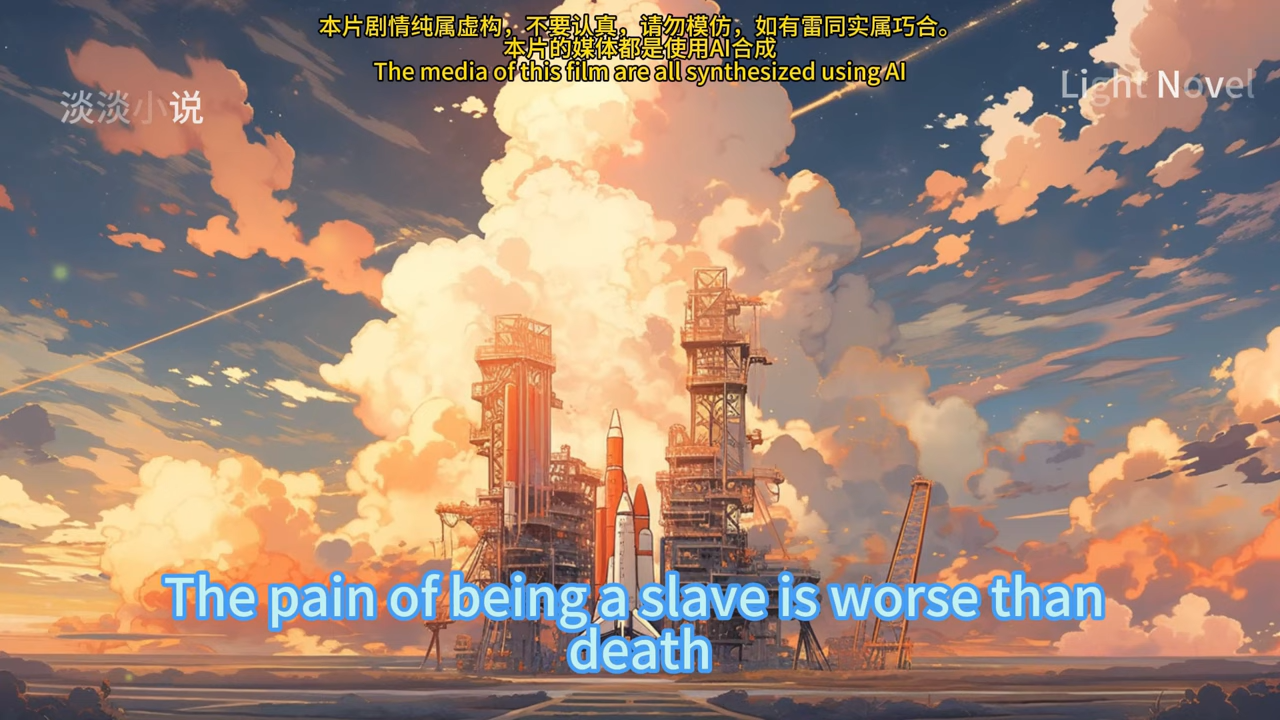 本片剧情纯属虚构，不要认真，请勿模仿，如有雷同实属巧合。
本片的媒体都是使用AI合成
The media of this film are all synthesized using AI
淡淡小说
Light Novel
The pain of being a slave is worse than
death